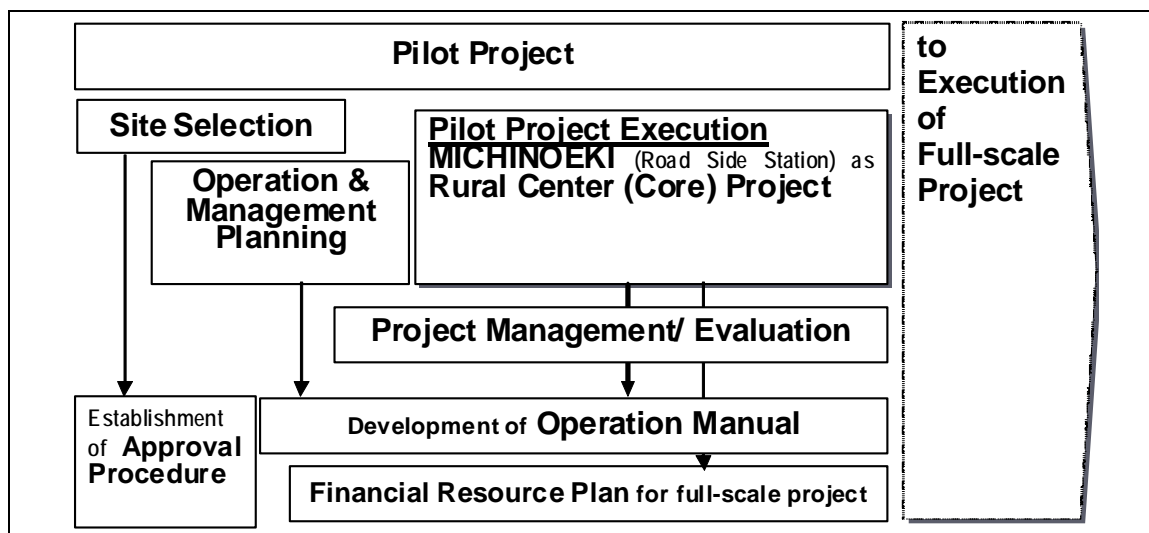 Pilot Project
to
Execution
of
Full-scale
Project
Site Selection
Pilot Project Execution
MICHINOEKI (Road Side Station) as
Rural Center (Core) Project
Operation &
Management
Planning
Project Management/ Evaluation
Establishment
of Approval
Procedure
Development of Operation Manual
Financial Resource Plan for full-scale project